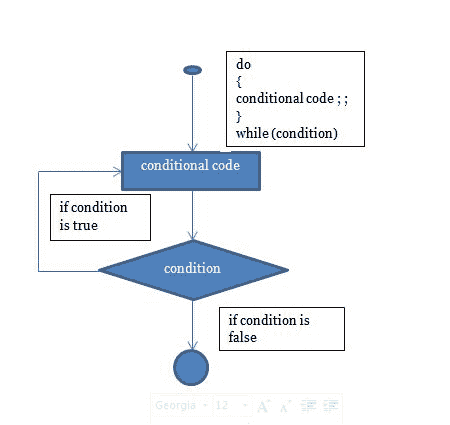 do
{
conditional code ; ;
}
while (condition)
conditional code
if condition
is true
condition
if condition is
false
Georgia 12 A A